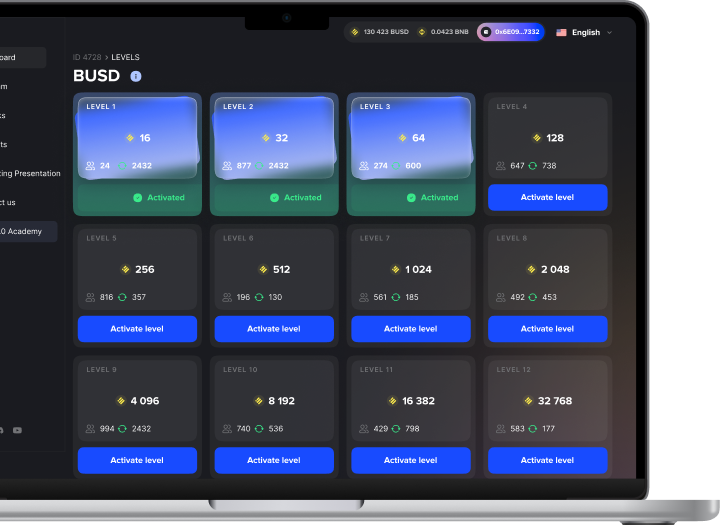 130 423 BUSD 0.0423 BNB 0x6E09...7332 English
ID 4728 › LEVELS
BUSD
ting Presentation
ct us
.0 Academy
LEVEL 1
16
24 2432
Activated
LEVEL 2
32
877 2432
Activated
LEVEL 3
64
274 600
Activated
LEVEL 4
128
647 738
Activate level
LEVEL 5
256
816 357
Activate level
LEVEL 6
512
196 130
Activate level
LEVEL 7
1 024
561 185
Activate level
LEVEL 8
2 048
492 453
Activate level
LEVEL 9
4 096
994 2432
Activate level
LEVEL 10
8 192
740 536
Activate level
LEVEL 11
16 382
429 798
Activate level
LEVEL 12
32 768
583 177
Activate level